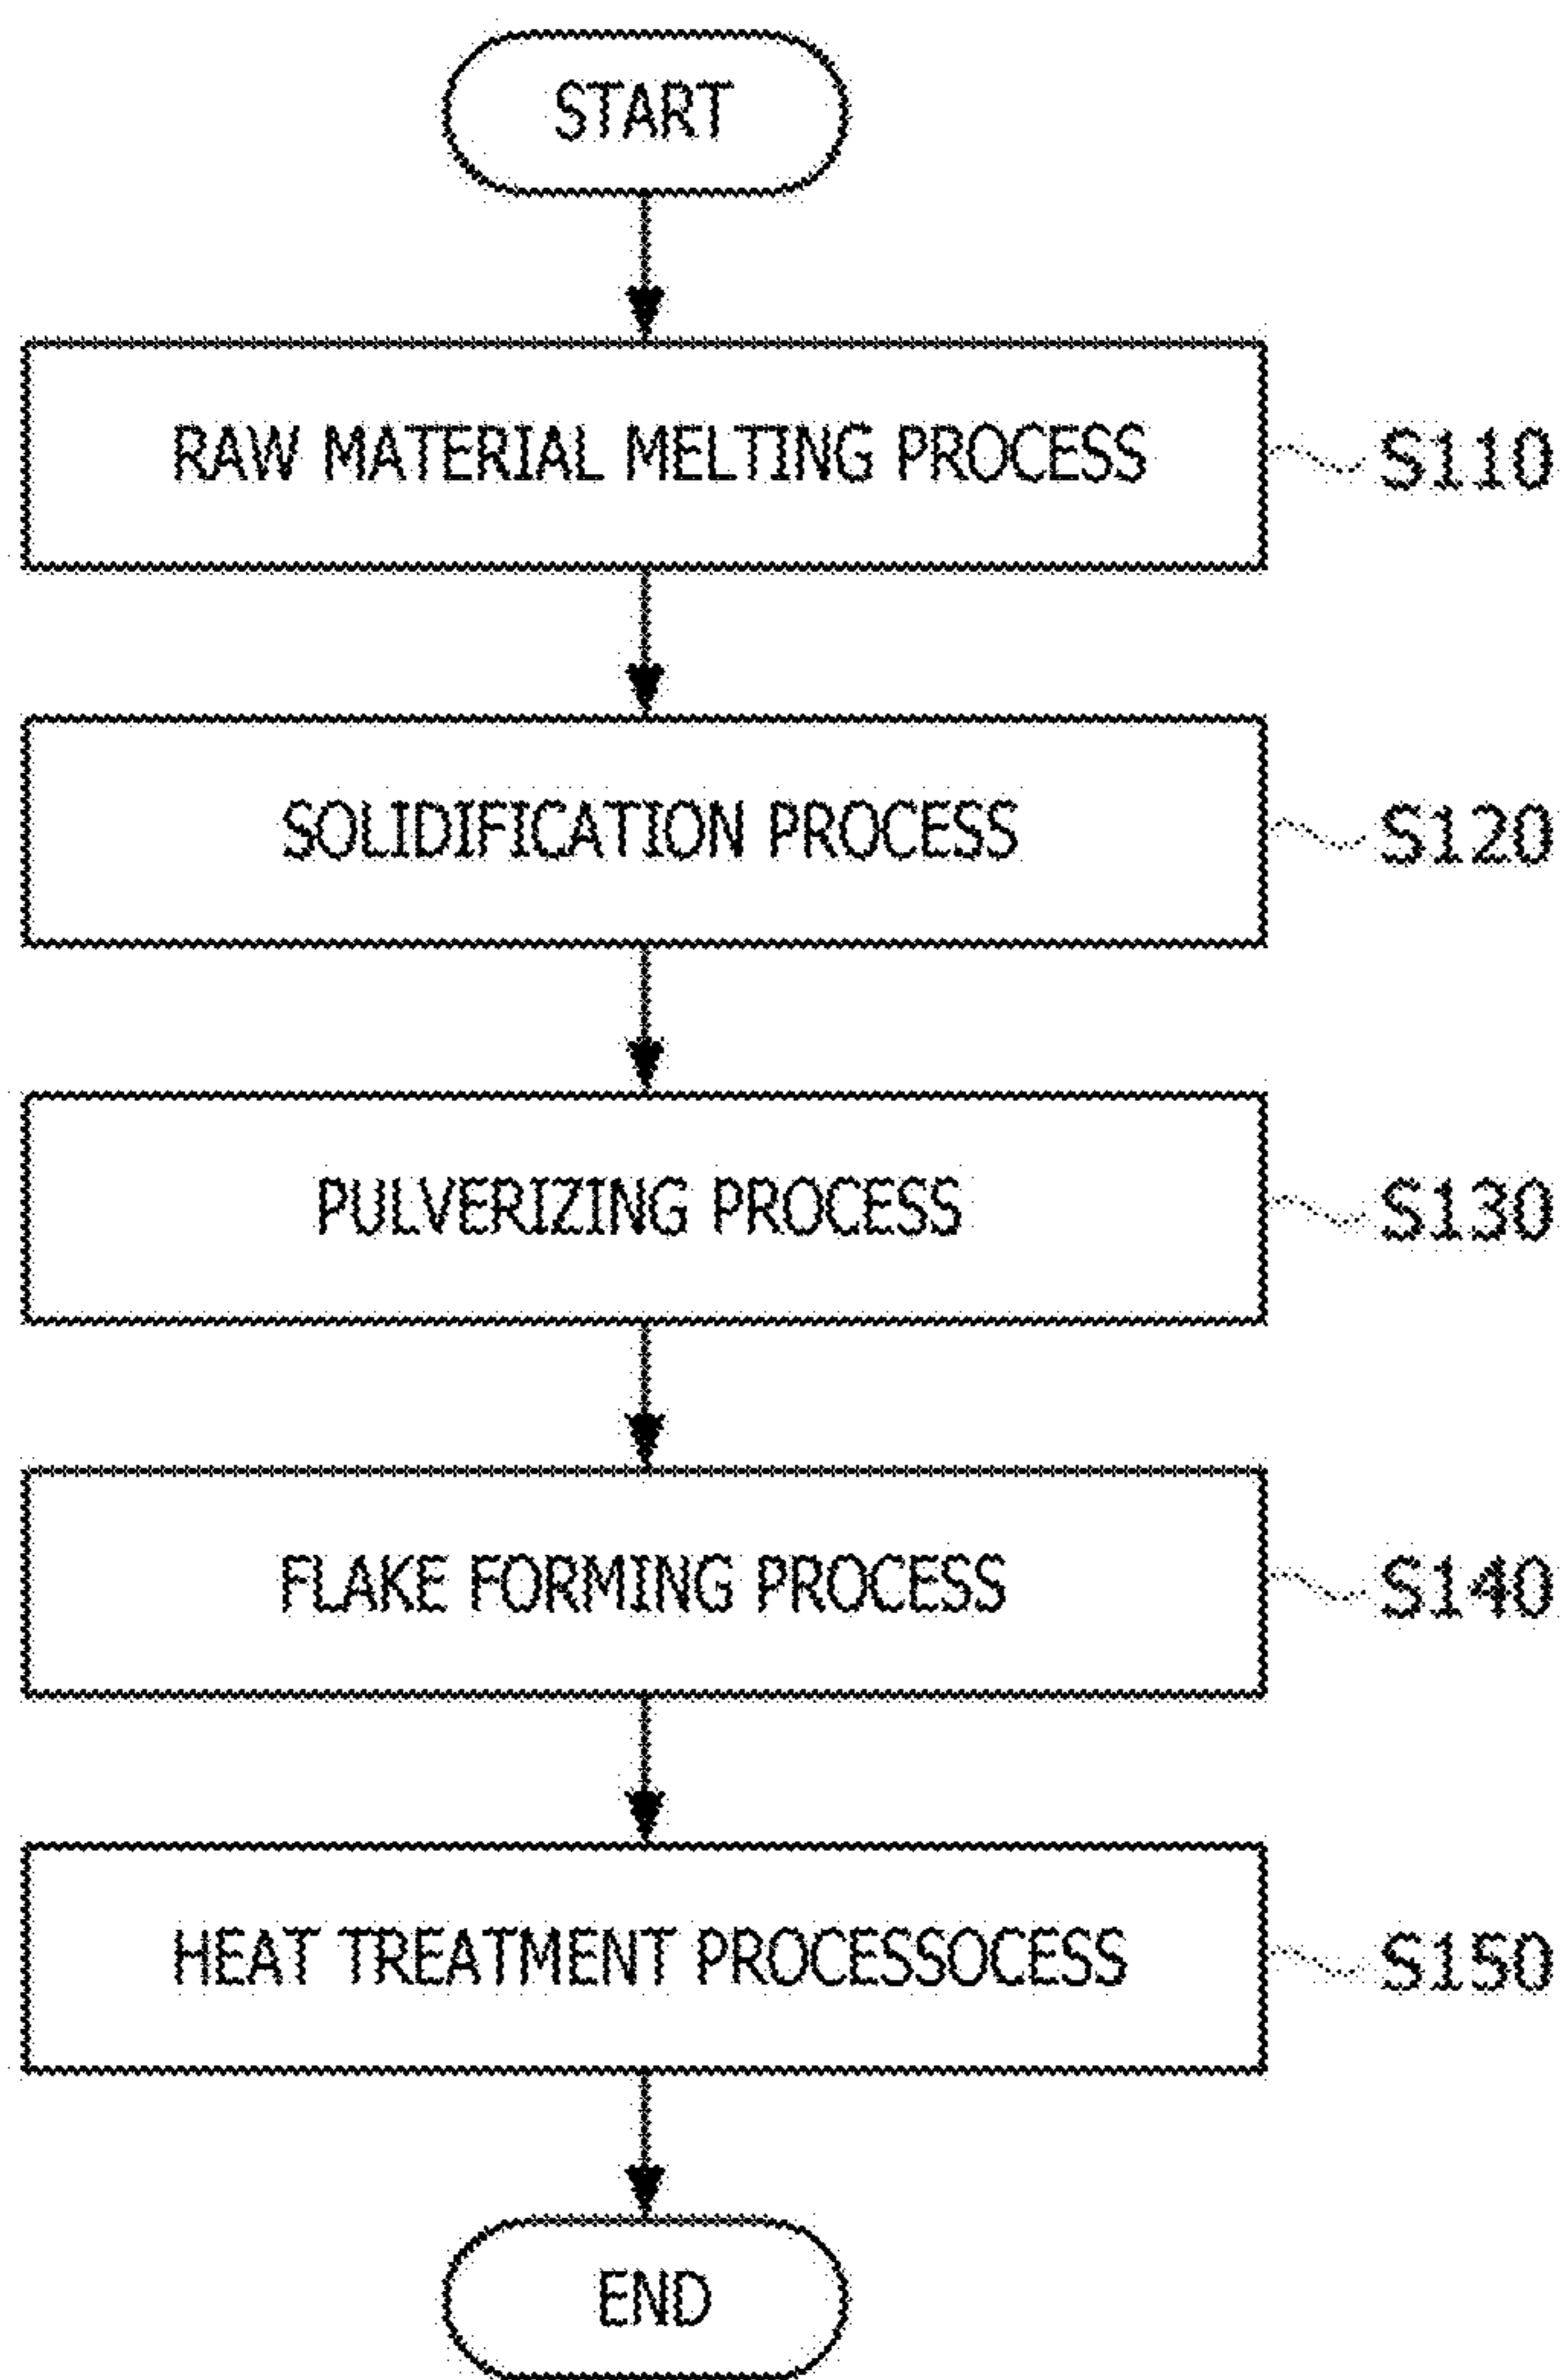 START
RAW MATERIAL MELTING PROCESS
S110
SOLIDIFICATION PROCESS
S120
PULVERIZING PROCESS
S130
FLAKE FORMING PROCESS
S140
HEAT TREATMENT PROCESSOCESS
S150
END